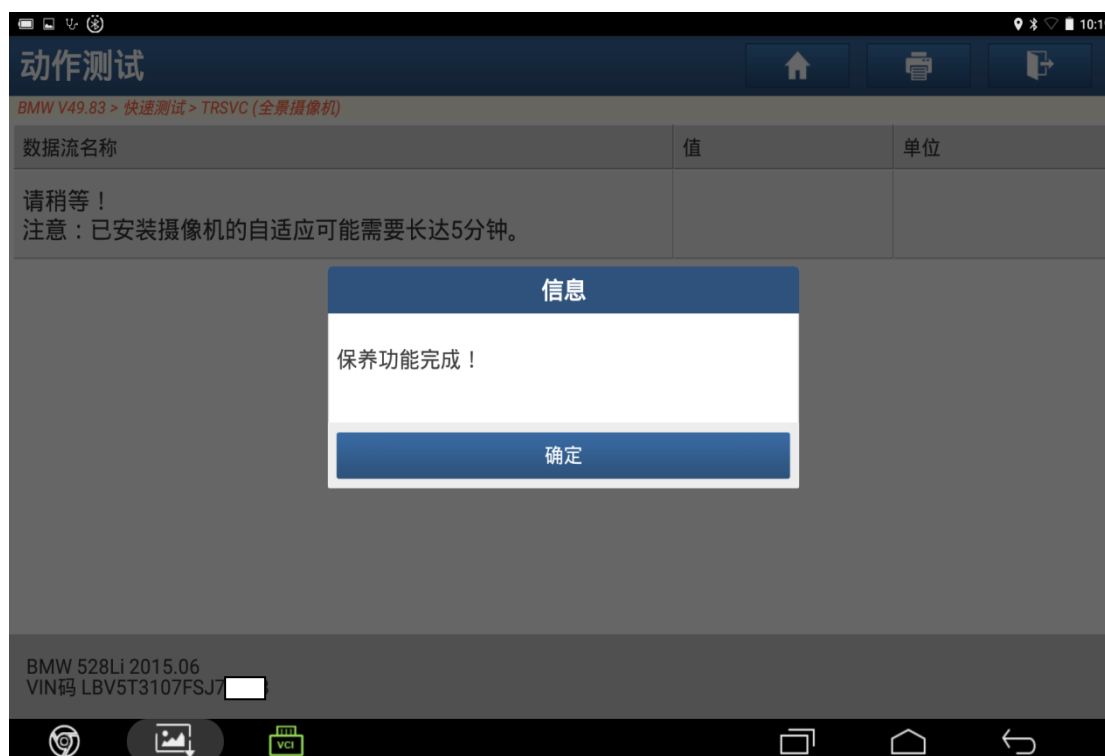 10:1
动作测试
BMW V49.83 > 快速测试 > TRSVC (全景摄像机)
数据流名称 值 单位
请稍等！
注意：已安装摄像机的自适应可能需要长达5分钟。
信息
保养功能完成！
确定
BMW 528Li 2015.06
VIN码 LBV5T3107FSJ7
VCI